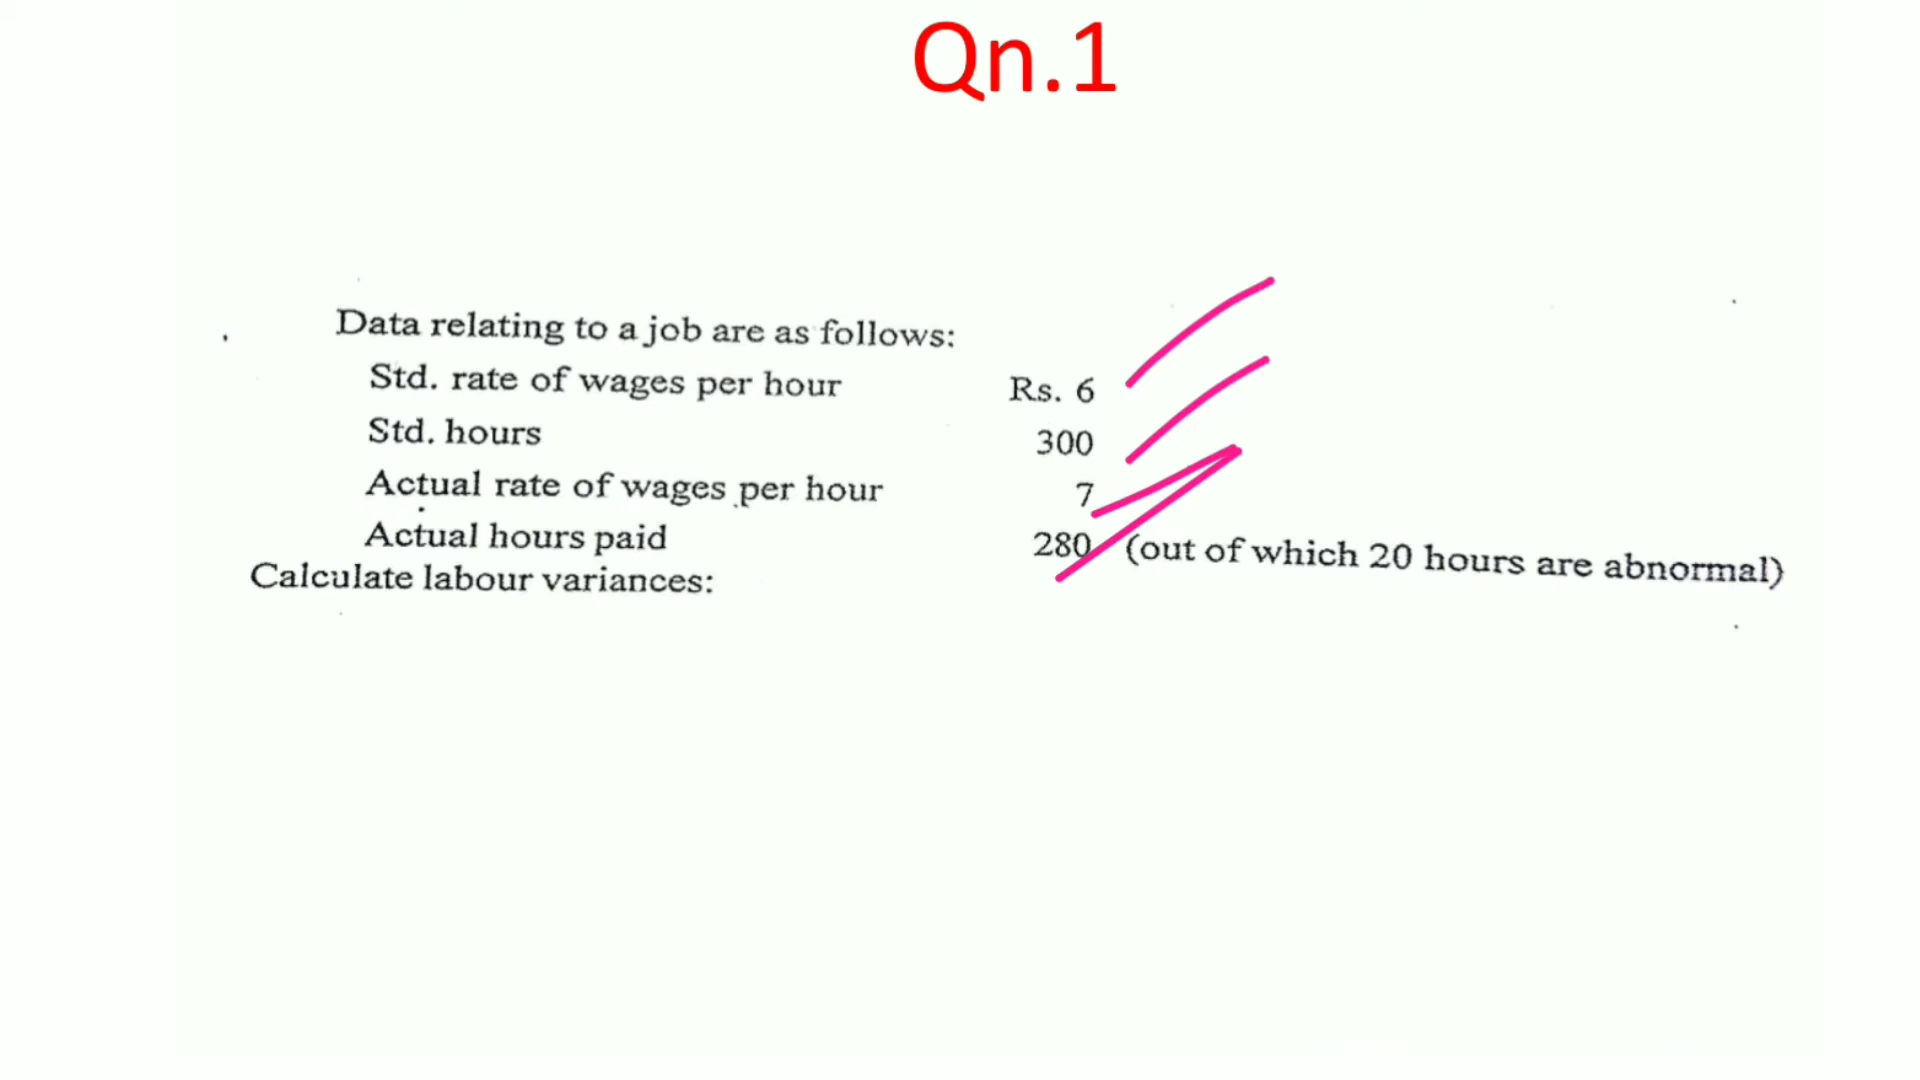 Qn.1
Data relating to a job are as follows:
Std. rate of wages per hour Rs. 6
Std. hours 300
Actual rate of wages per hour 7
Actual hours paid 280 (out of which 20 hours are abnormal)
Calculate labour variances: